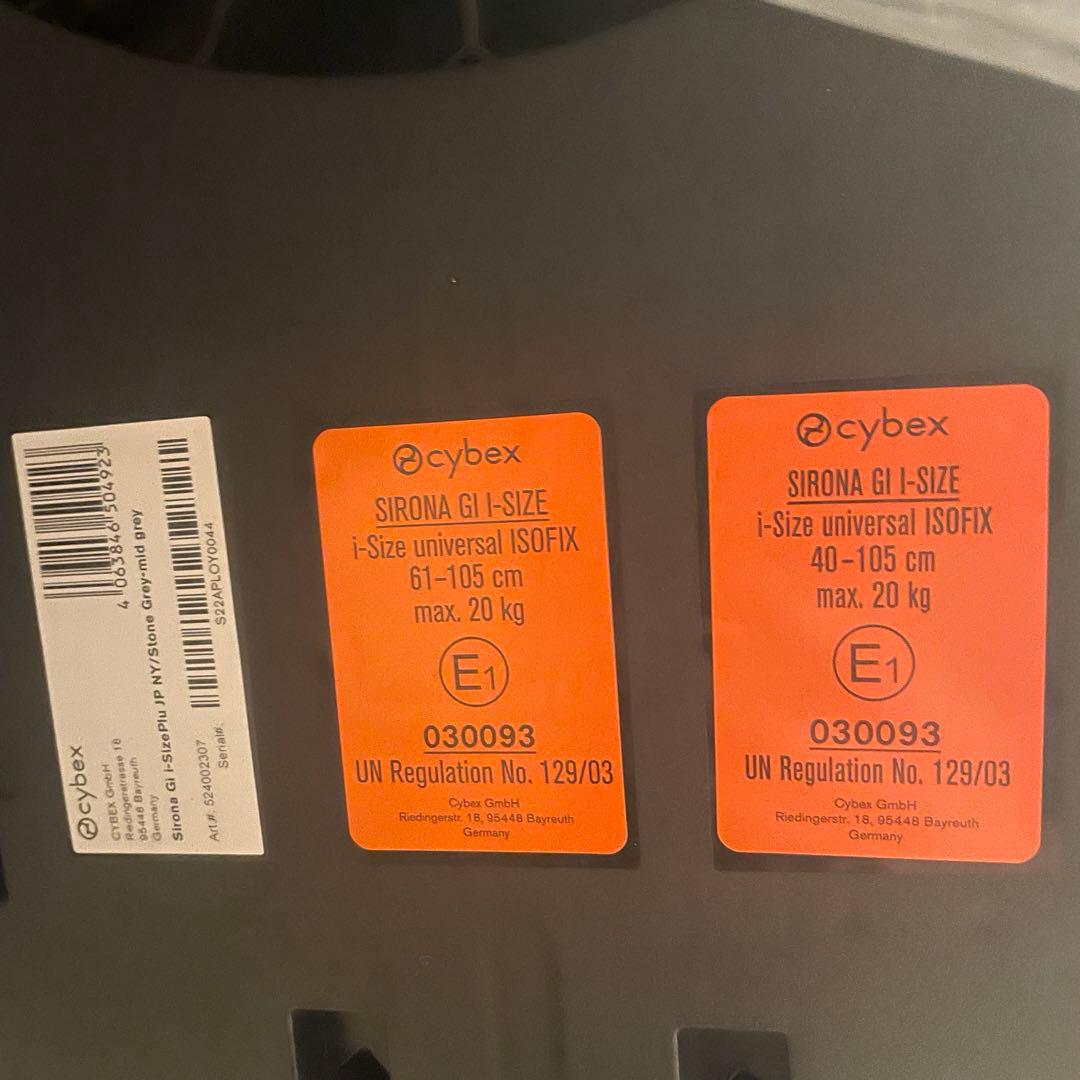 cybex
CYBEX GmbH
Riedingerstrasse 18
95448 Bayreuth
Germany
4 063846 504923
Sirona Gi i-SizePlu JP NY/Stone Grey-mid grey
Art.#: 524002307
Serial#:
S22APLOY0044
cybex
SIRONA GI I-SIZE
i-Size universal ISOFIX
61-105 cm
max. 20 kg
E1
030093
UN Regulation No. 129/03
Cybex GmbH
Riedingerstr. 18, 95448 Bayreuth
Germany
cybex
SIRONA GI I-SIZE
i-Size universal ISOFIX
40-105 cm
max. 20 kg
E1
030093
UN Regulation No. 129/03
Cybex GmbH
Riedingerstr. 18, 95448 Bayreuth
Germany